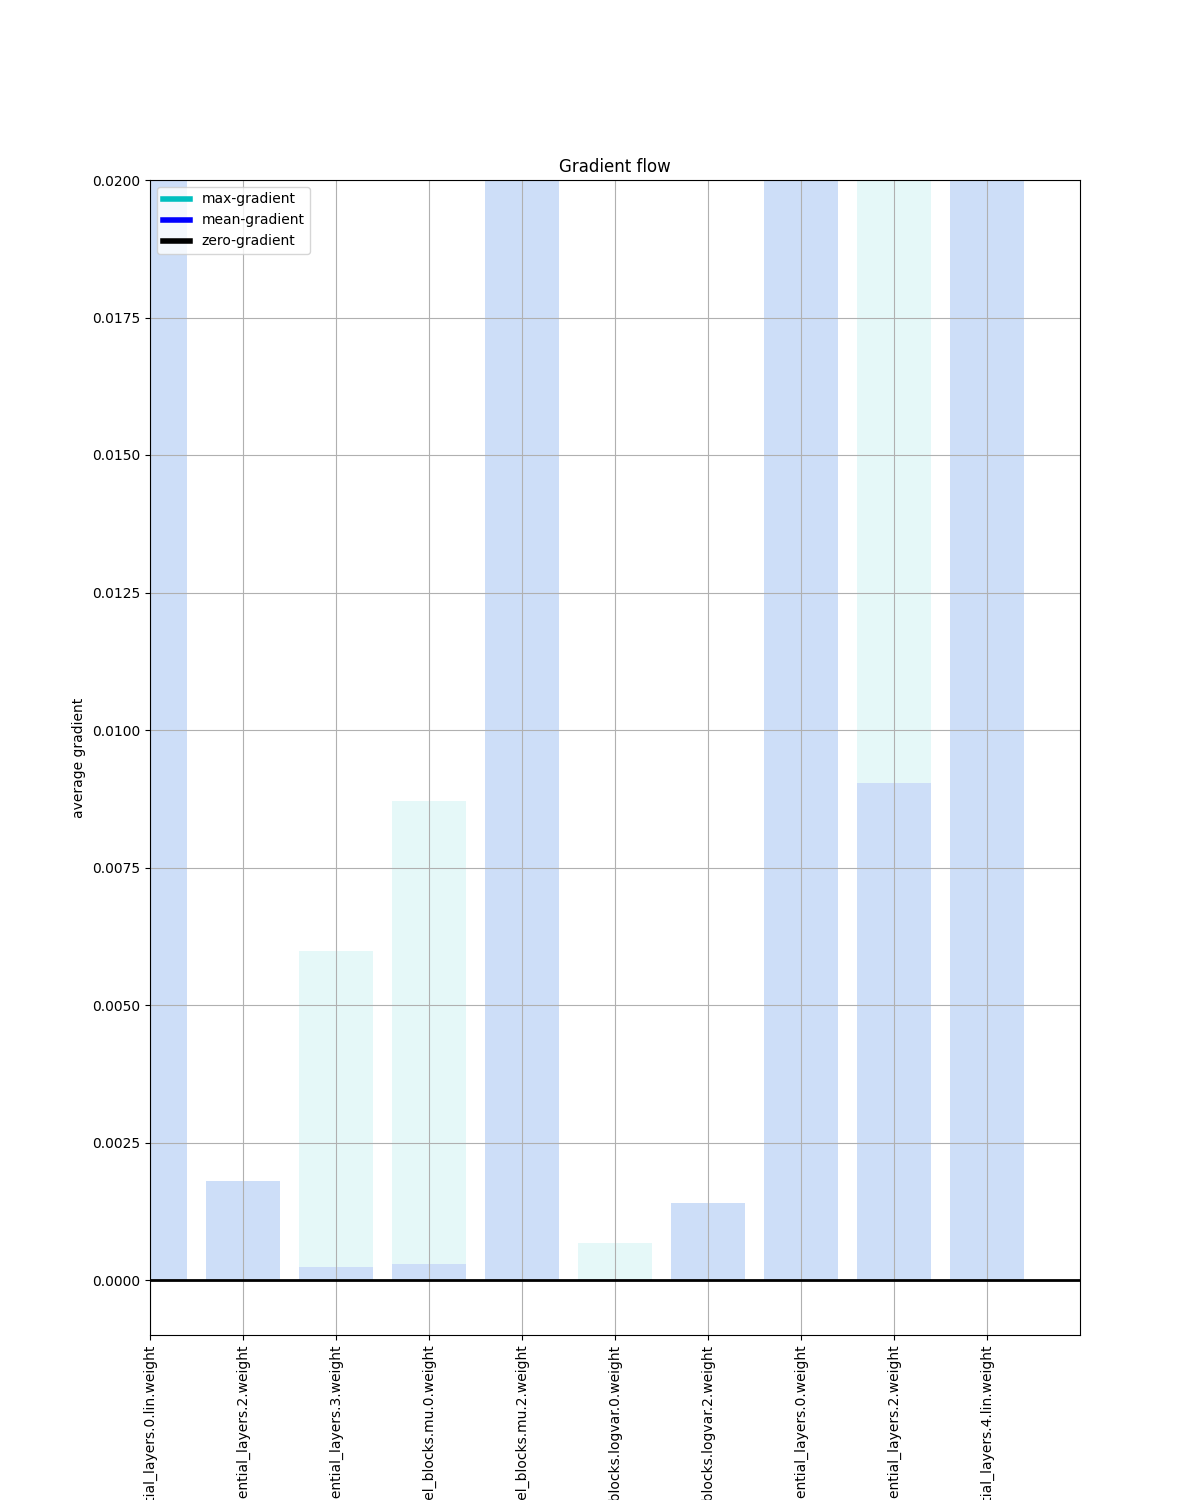 Gradient flow
max-gradient
mean-gradient
zero-gradient
0.0200
0.0175
0.0150
0.0125
0.0100
0.0075
0.0050
0.0025
0.0000
average gradient
tial_layers.0.lin.weight
ential_layers.2.weight
ential_layers.3.weight
el_blocks.mu.0.weight
el_blocks.mu.2.weight
blocks.logvar.0.weight
blocks.logvar.2.weight
ential_layers.0.weight
ential_layers.2.weight
tial_layers.4.lin.weight